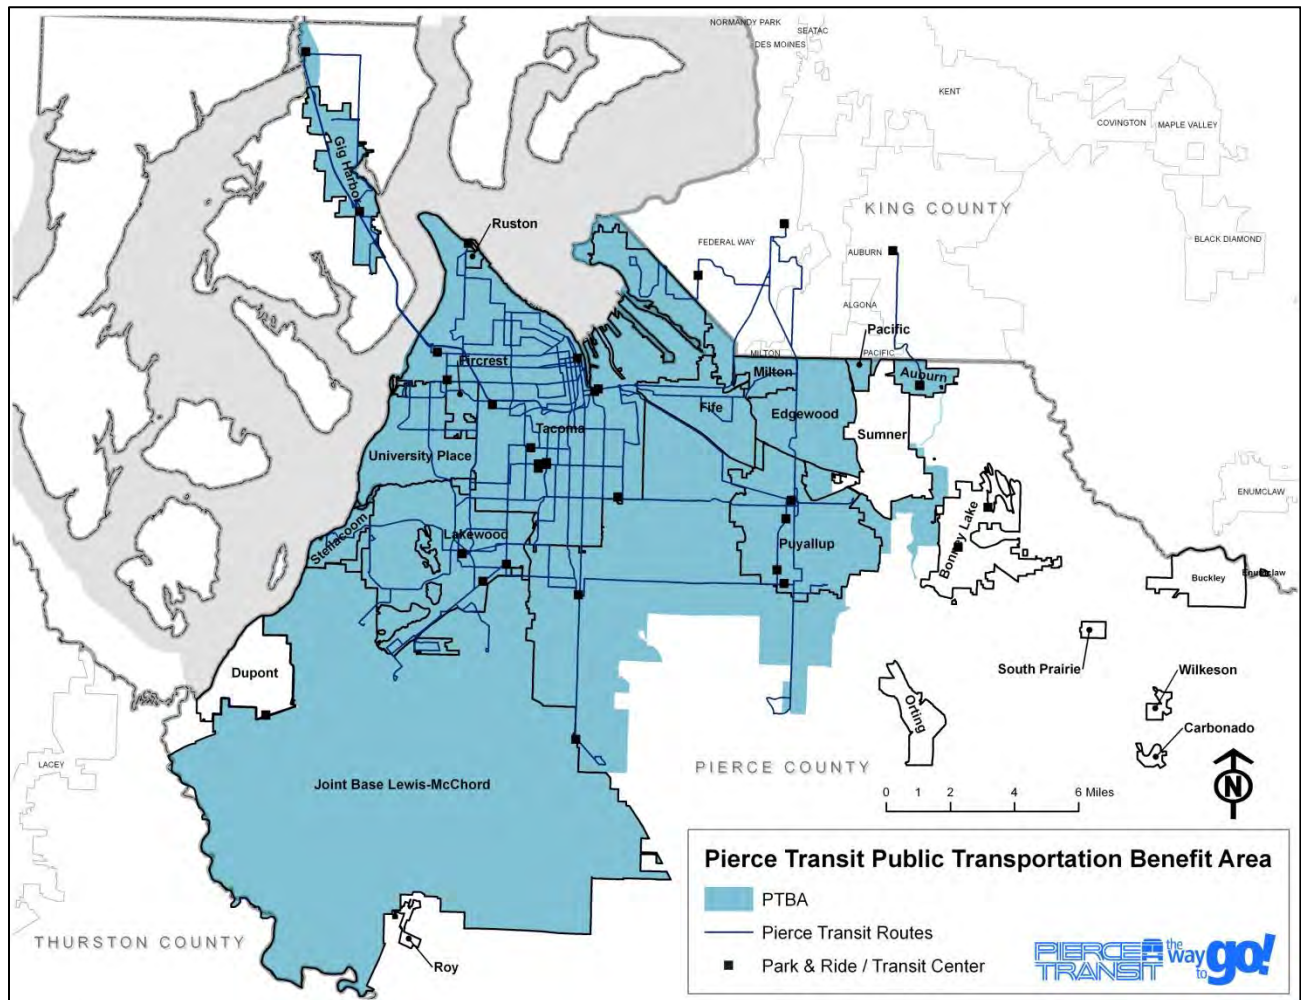 NORMANDY PARK
SEATAC
DES MOINES
KENT
COVINGTON
MAPLE VALLEY
Gig Harbor
KING COUNTY
Ruston
FEDERAL WAY
AUBURN
BLACK DIAMOND
ALGONA
Pacific
MILTON
PACIFIC
Fircrest
Milton
Auburn
Fife
Edgewood
Tacoma
Sumner
University Place
ENUMCLAW
Steilacoom
Lakewood
Puyallup
Bonney Lake
Buckley
Enumclaw
Dupont
South Prairie
Wilkeson
Orting
Carbonado
LACEY
PIERCE COUNTY
Joint Base Lewis-McChord
N
0 1 2 4 6 Miles
Pierce Transit Public Transportation Benefit Area
PTBA
Pierce Transit Routes
Park & Ride / Transit Center
THURSTON COUNTY
Roy
PIERCE
TRANSIT
the
way
to
go!